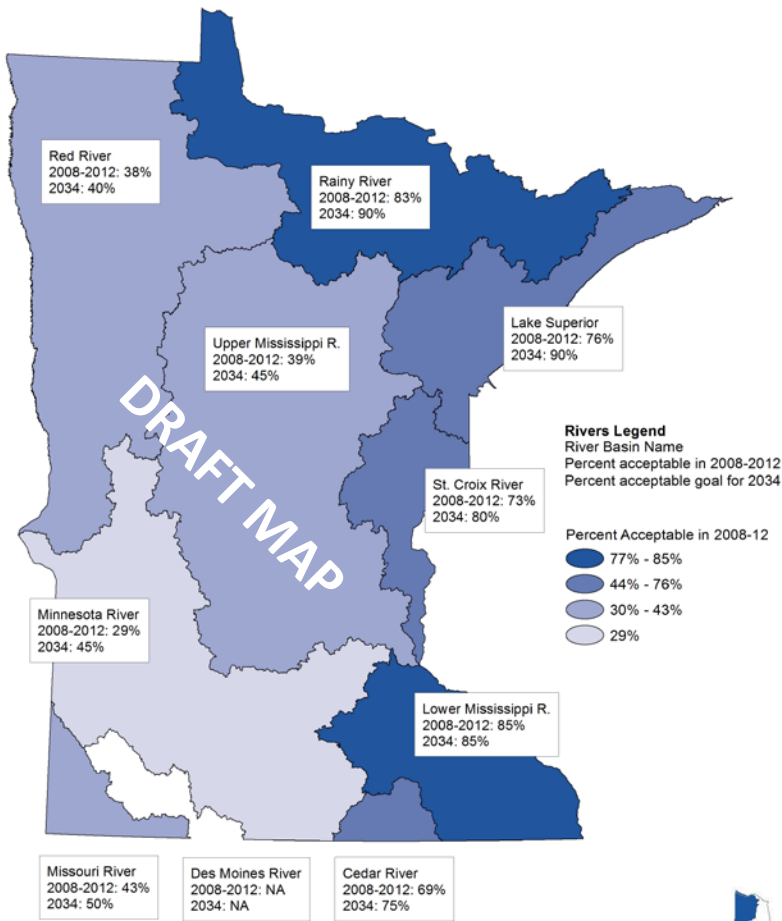 Red River
2008-2012: 38%
2034: 40%
Rainy River
2008-2012: 83%
2034: 90%
Lake Superior
2008-2012: 76%
2034: 90%
Upper Mississippi R.
2008-2012: 39%
2034: 45%
DRAFT MAP
Rivers Legend
River Basin Name
Percent acceptable in 2008-2012
Percent acceptable goal for 2034
St. Croix River
2008-2012: 73%
2034: 80%
Percent Acceptable in 2008-12
77% - 85%
44% - 76%
30% - 43%
29%
Minnesota River
2008-2012: 29%
2034: 45%
Lower Mississippi R.
2008-2012: 85%
2034: 85%
Missouri River
2008-2012: 43%
2034: 50%
Des Moines River
2008-2012: NA
2034: NA
Cedar River
2008-2012: 69%
2034: 75%